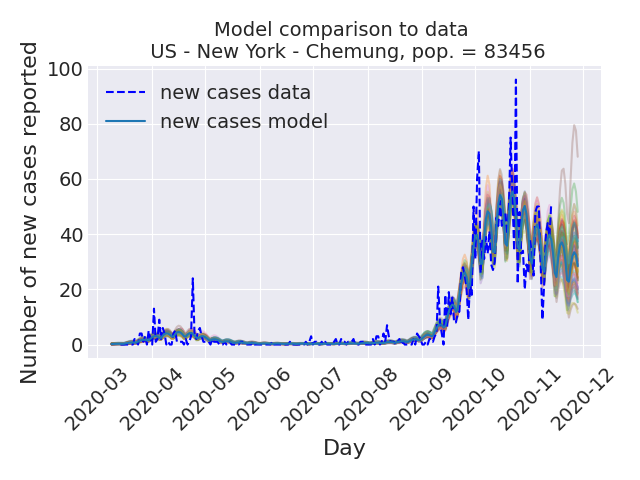 Model comparison to data
US - New York - Chemung, pop. = 83456
Number of new cases reported
100
80
60
40
20
0
new cases data
new cases model
2020-03
2020-04
2020-05
2020-06
2020-07
2020-08
2020-09
2020-10
2020-11
2020-12
Day